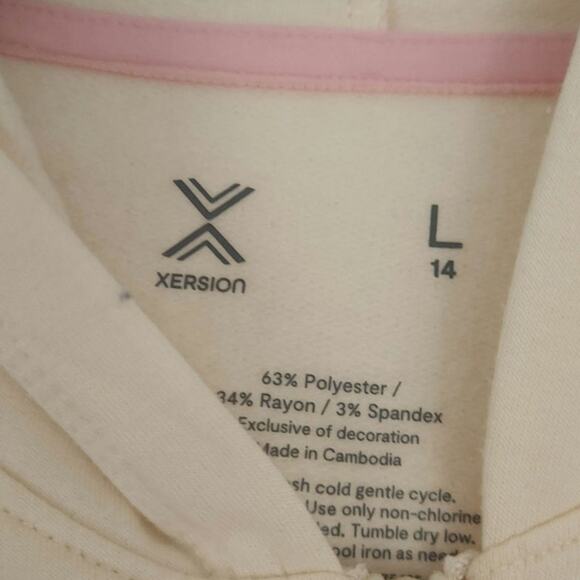 XERSION
L
14
63% Polyester /
34% Rayon / 3% Spandex
Exclusive of decoration
Made in Cambodia
cold gentle cycle.
Use only non-chlorine
Tumble dry low.
iron as